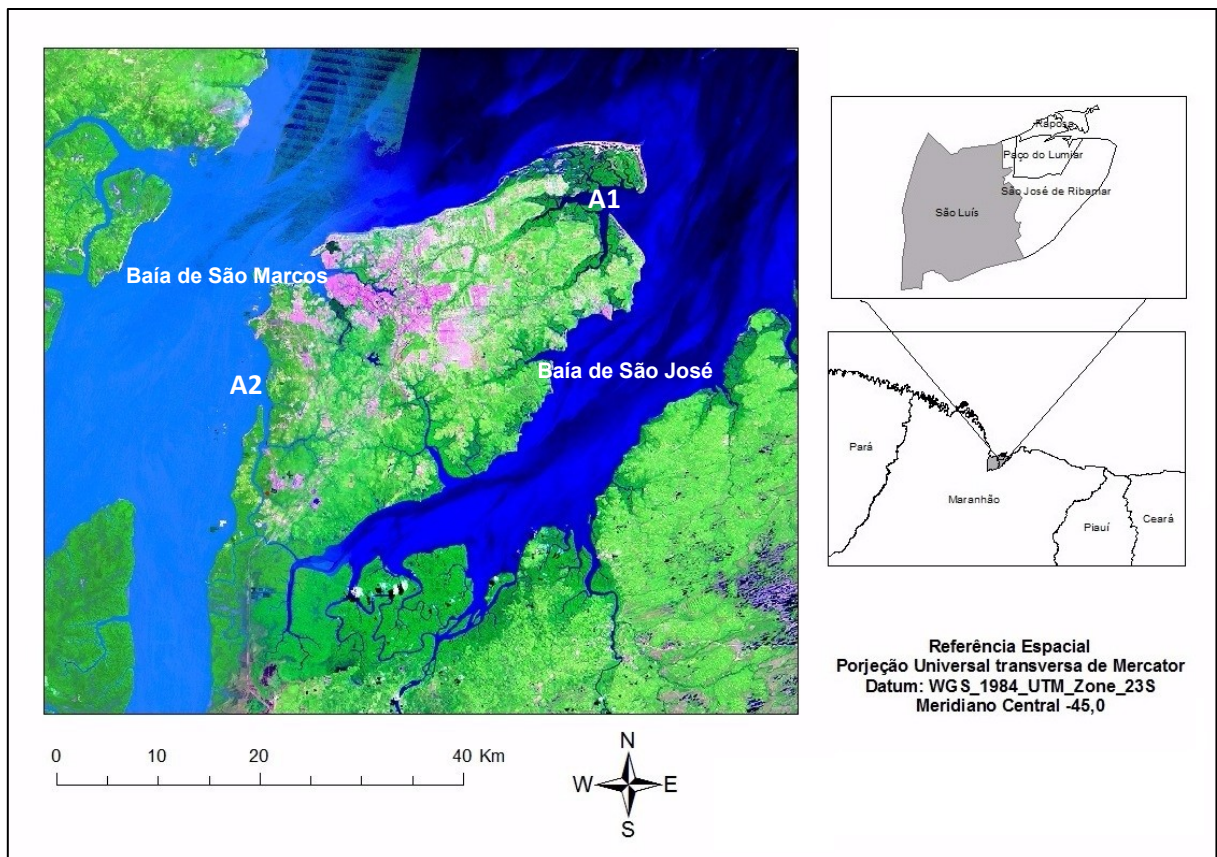 A1
Baía de São Marcos
Baía de São José
A2
Raposa
Paço do Lumiar
São José de Ribamar
São Luís
Pará
Maranhão
Piauí
Ceará
Referência Espacial
Porjeção Universal transversa de Mercator
Datum: WGS_1984_UTM_Zone_23S
Meridiano Central -45,0
0 10 20 40 Km
N
W E
S